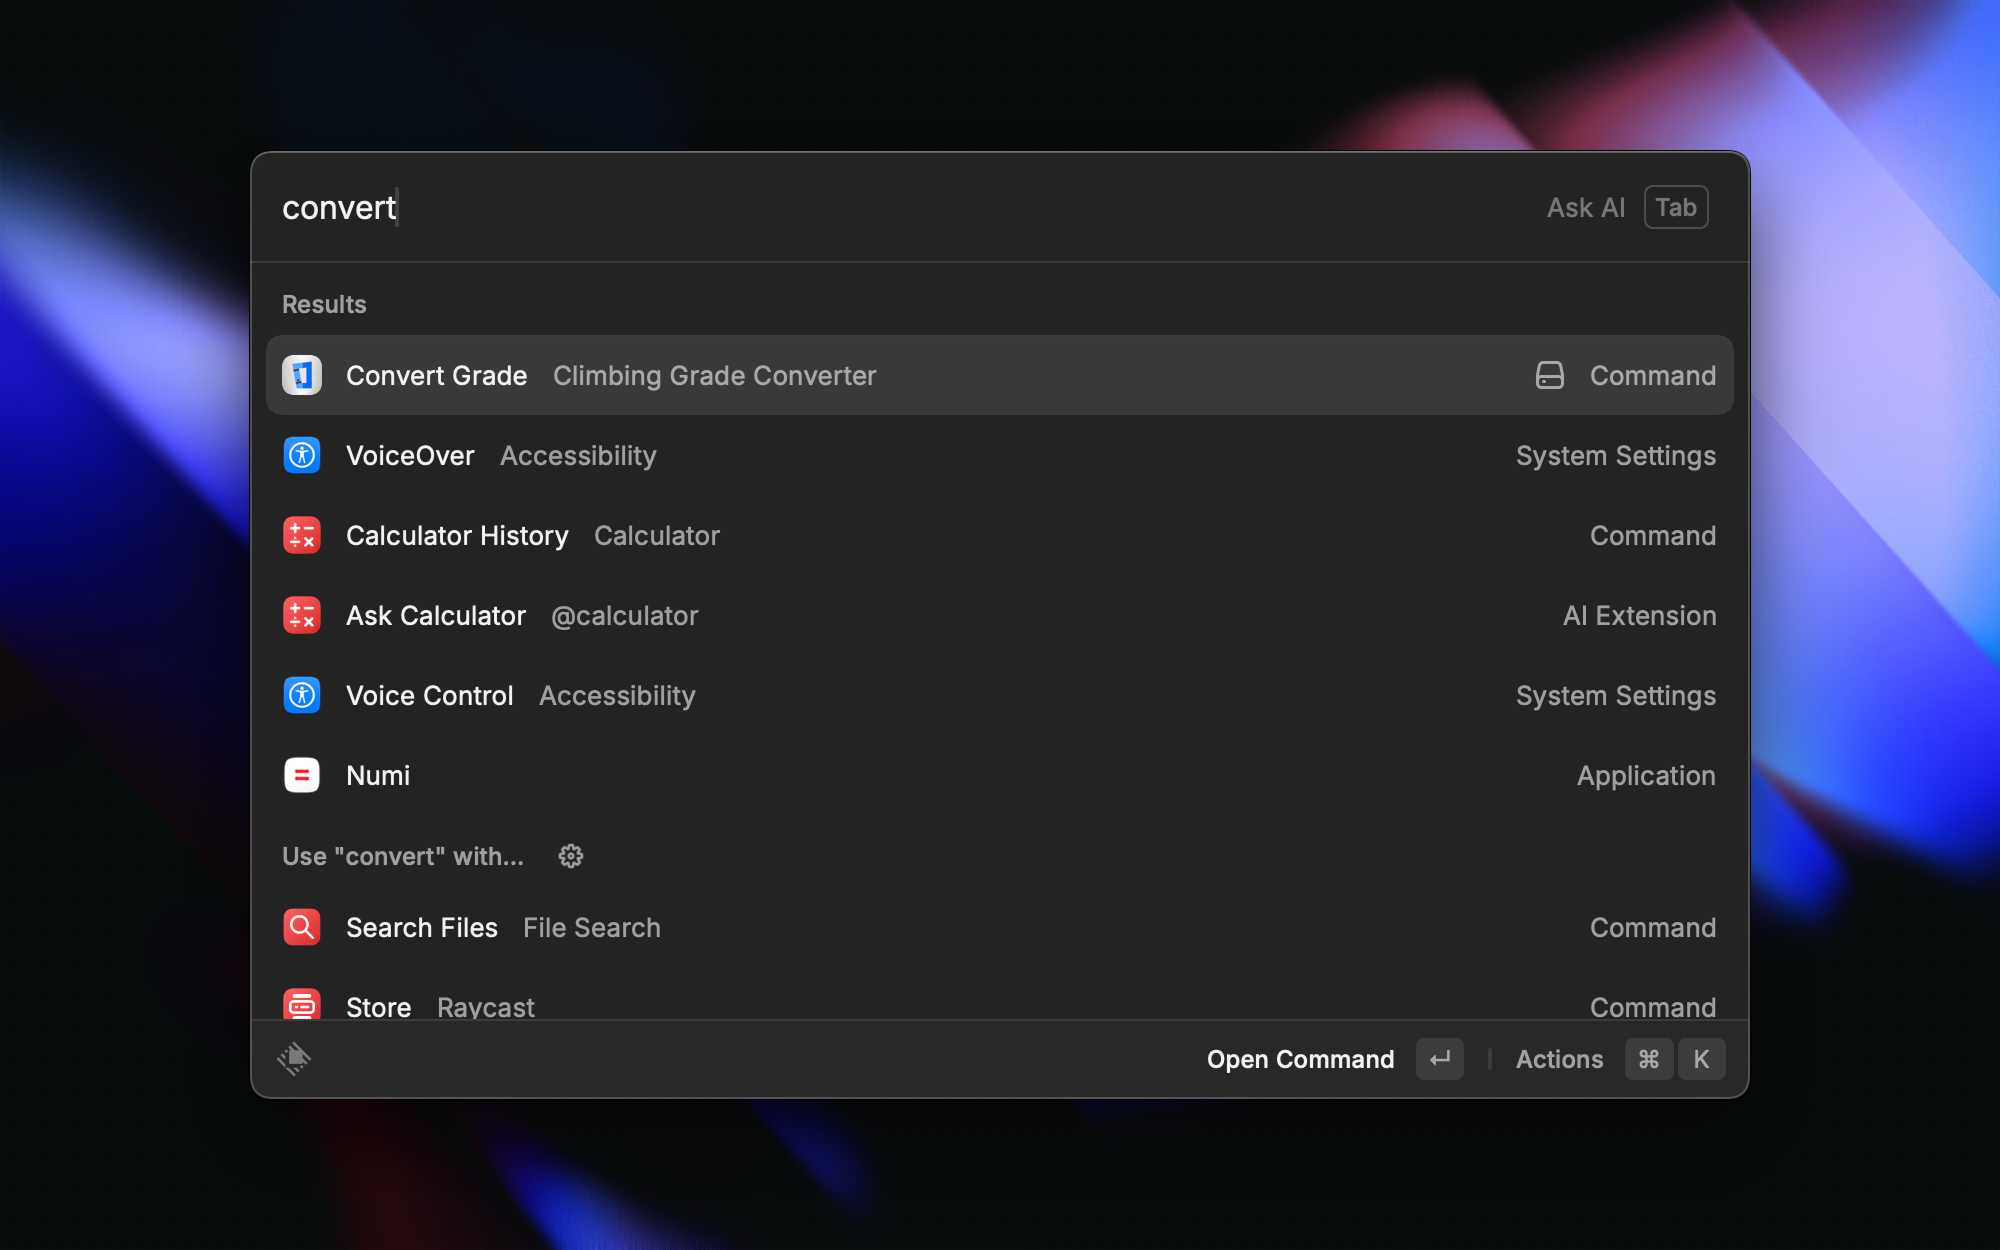 convert Ask AI Tab
Results
Convert Grade Climbing Grade Converter Command
VoiceOver Accessibility System Settings
Calculator History Calculator Command
Ask Calculator @calculator AI Extension
Voice Control Accessibility System Settings
Numi Application
Use "convert" with...
Search Files File Search Command
Store Raycast Command
Open Command ↵ Actions ⌘ K